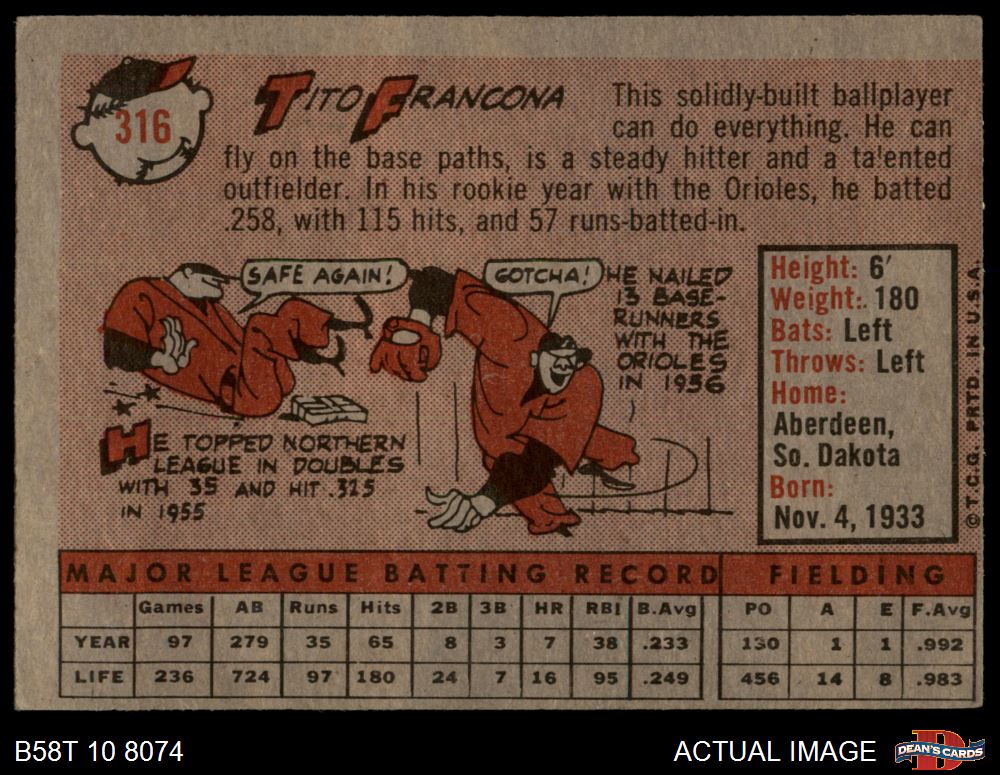 316
TITO FRANCONA
This solidly-built ballplayer
can do everything. He can
fly on the base paths, is a steady hitter and a ta'ented
outfielder. In his rookie year with the Orioles, he batted
.258, with 115 hits, and 57 runs-batted-in.
SAFE AGAIN!
HE TOPPED NORTHERN
LEAGUE IN DOUBLES
WITH 35 AND HIT .325
IN 1955
GOTCHA!
HE NAILED
13 BASE-
RUNNERS
WITH THE
ORIOLES
IN 1956
Height: 6'
Weight: 180
Bats: Left
Throws: Left
Home:
Aberdeen,
So. Dakota
Born:
Nov. 4, 1933
© T.C.G. PRTD. IN U.S.A.
MAJOR LEAGUE BATTING RECORD FIELDING
Games AB Runs Hits 2B 3B HR RBI B.Avg PO A E F.Avg
YEAR 97 279 35 65 8 3 7 38 .233 130 1 1 .992
LIFE 236 724 97 180 24 7 16 95 .249 456 14 8 .983
B58T 10 8074 ACTUAL IMAGE DEAN'S CARDS